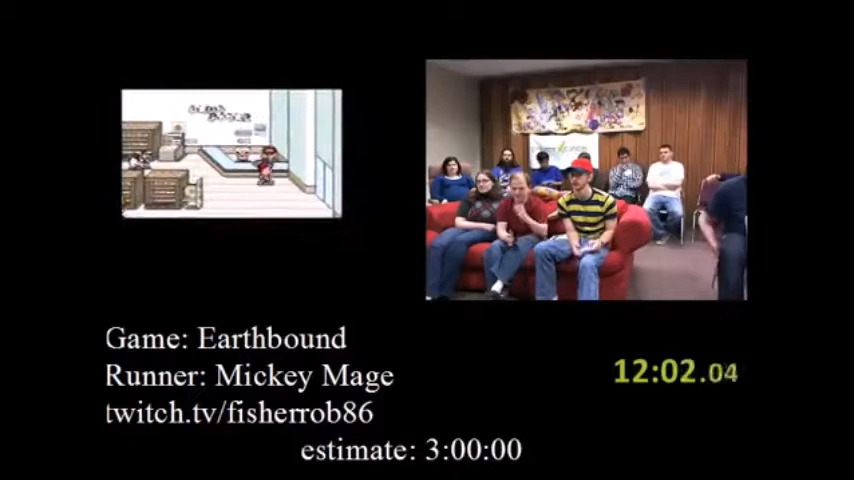 Game: Earthbound
Runner: Mickey Mage
twitch.tv/fisherrob86
estimate: 3:00:00
12:02.04